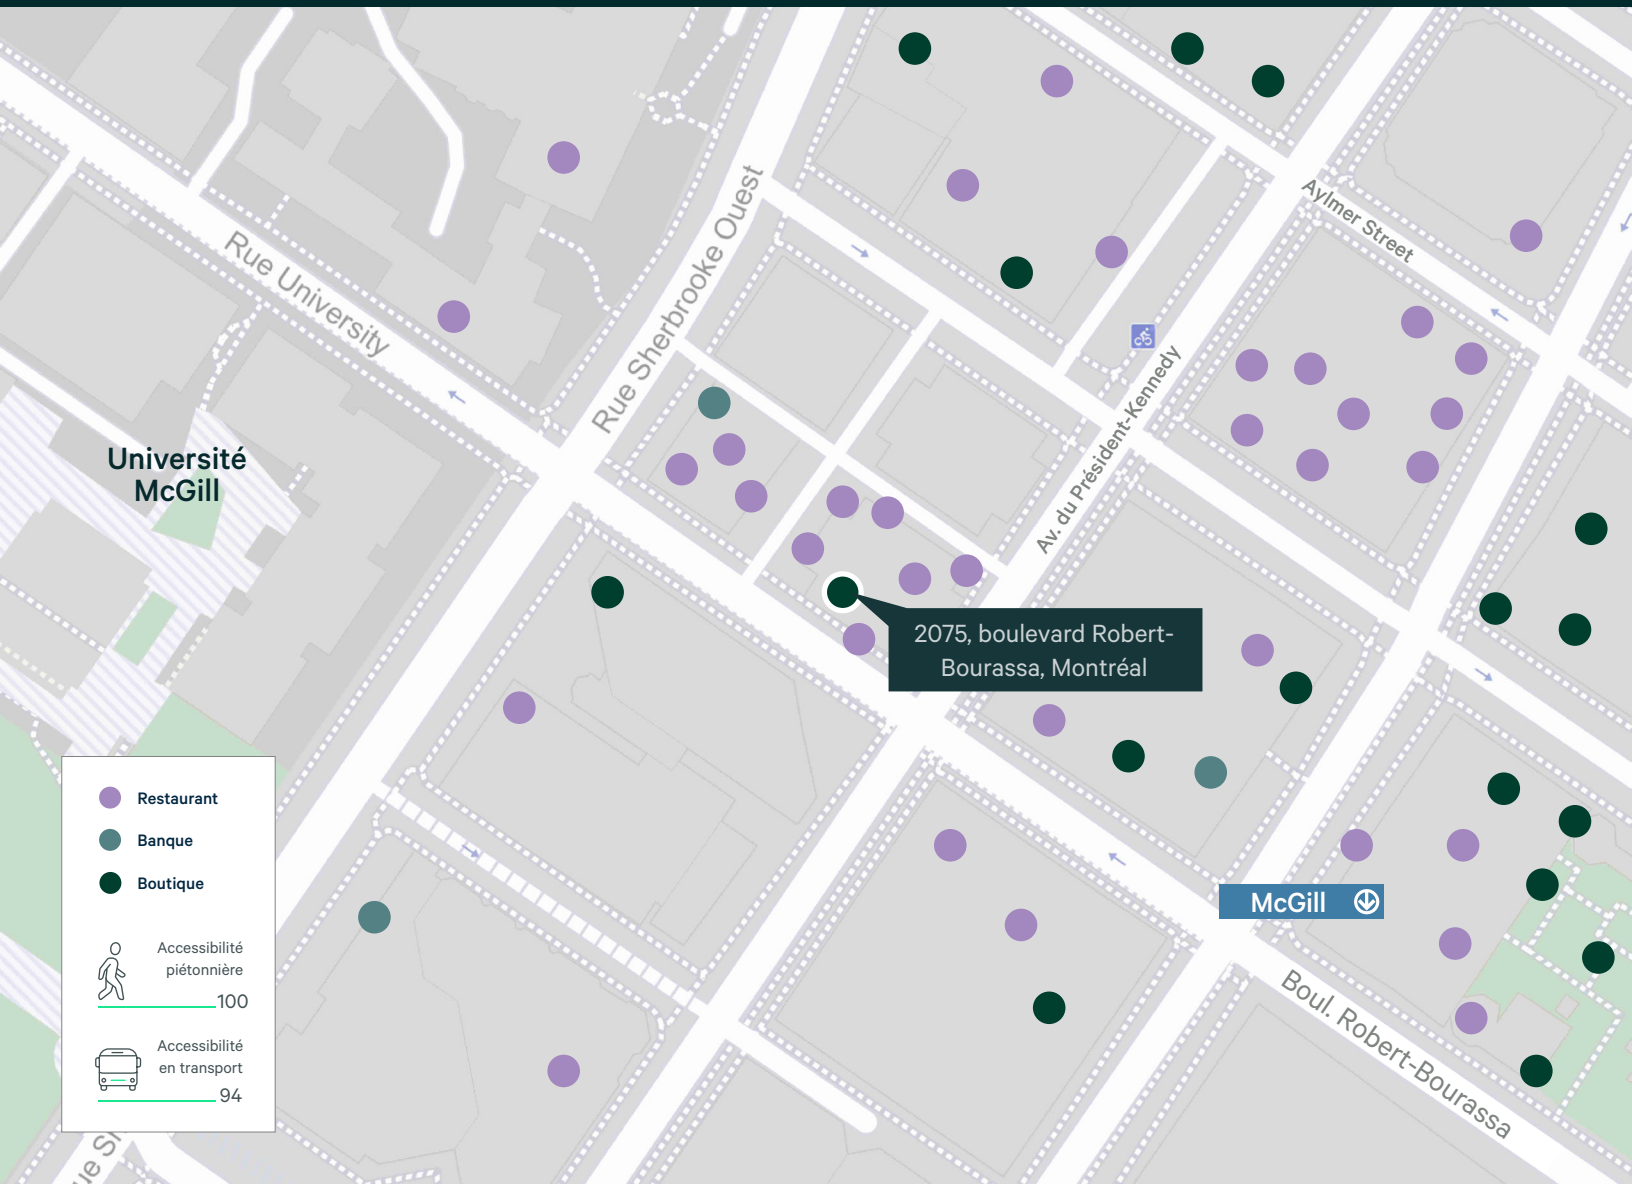 Rue Sherbrooke Ouest
Aylmer Street
Rue University
Av. du Président-Kennedy
Université
McGill
2075, boulevard Robert-
Bourassa, Montréal
Restaurant
Banque
Boutique
Accessibilité
piétonnière
100
Accessibilité
en transport
94
McGill
Boul. Robert-Bourassa